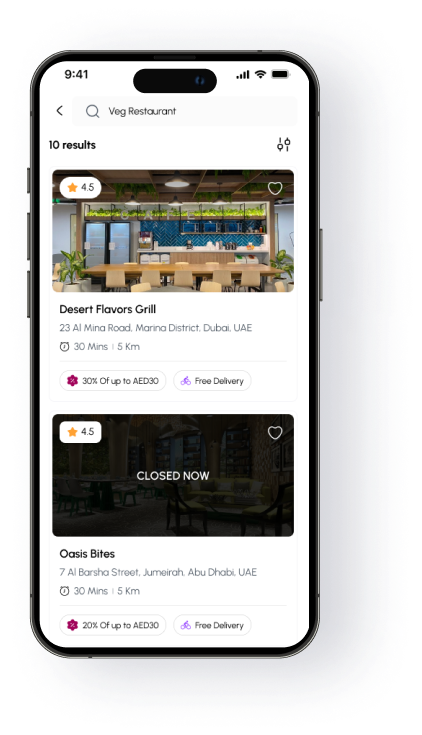 9:41
Veg Restaurant
10 results
4.5
Desert Flavors Grill
23 Al Mina Road, Marina District, Dubai, UAE
30 Mins | 5 Km
30% Of up to AED30
Free Delivery
4.5
CLOSED NOW
Oasis Bites
7 Al Barsha Street, Jumeirah, Abu Dhabi, UAE
30 Mins | 5 Km
20% Of up to AED30
Free Delivery